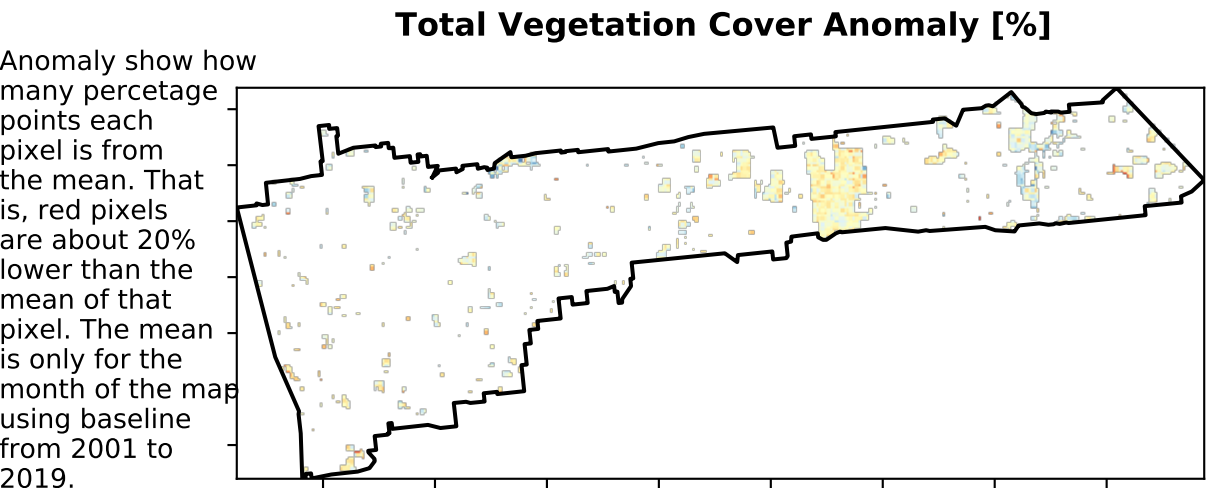 Total Vegetation Cover Anomaly [%]
Anomaly show how
many percetage
points each
pixel is from
the mean. That
is, red pixels
are about 20%
lower than the
mean of that
pixel. The mean
is only for the
month of the map
using baseline
from 2001 to
2019.